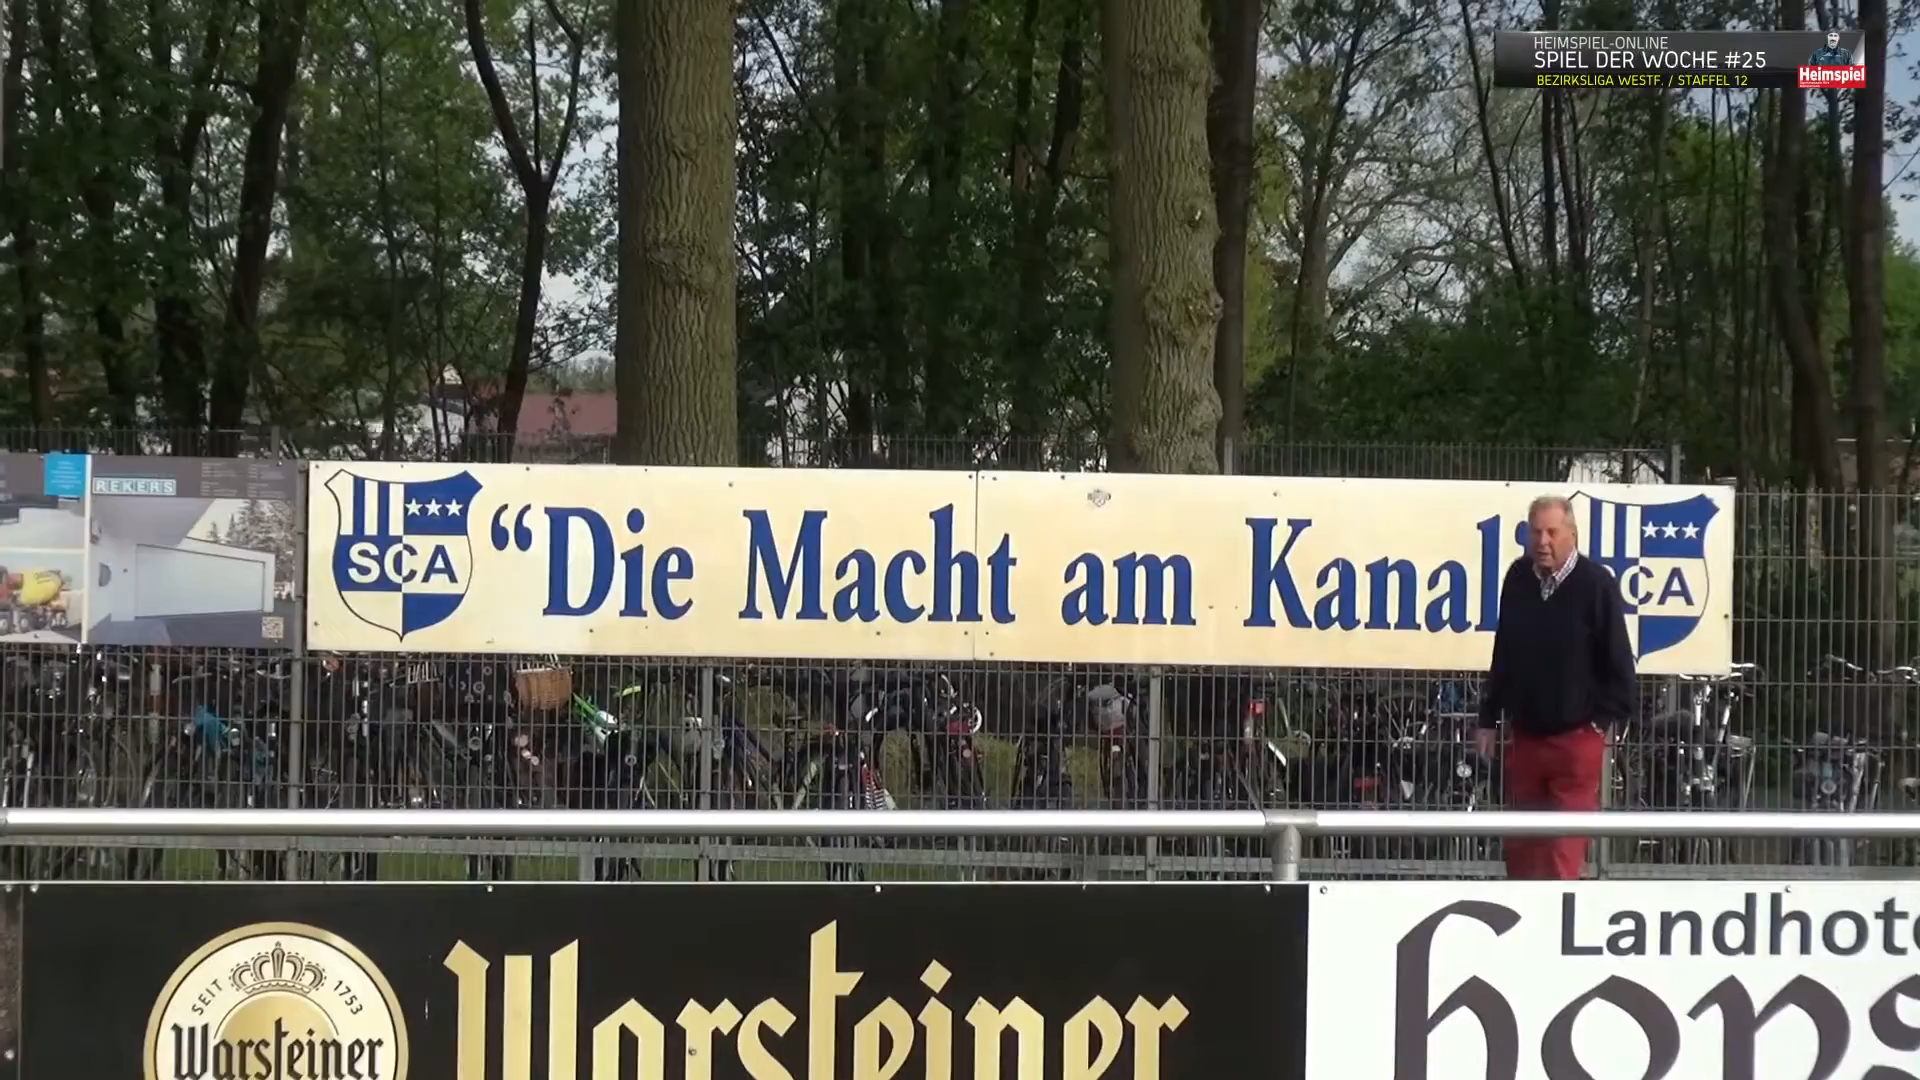 HEIMSPIEL-ONLINE
SPIEL DER WOCHE #25
BEZIRKSLIGA WESTF. / STAFFEL 12
Heimspiel
REKERS
SCA
“Die Macht am Kanal”
CA
SEIT 1753
Warsteiner
Warsteiner
Landhot